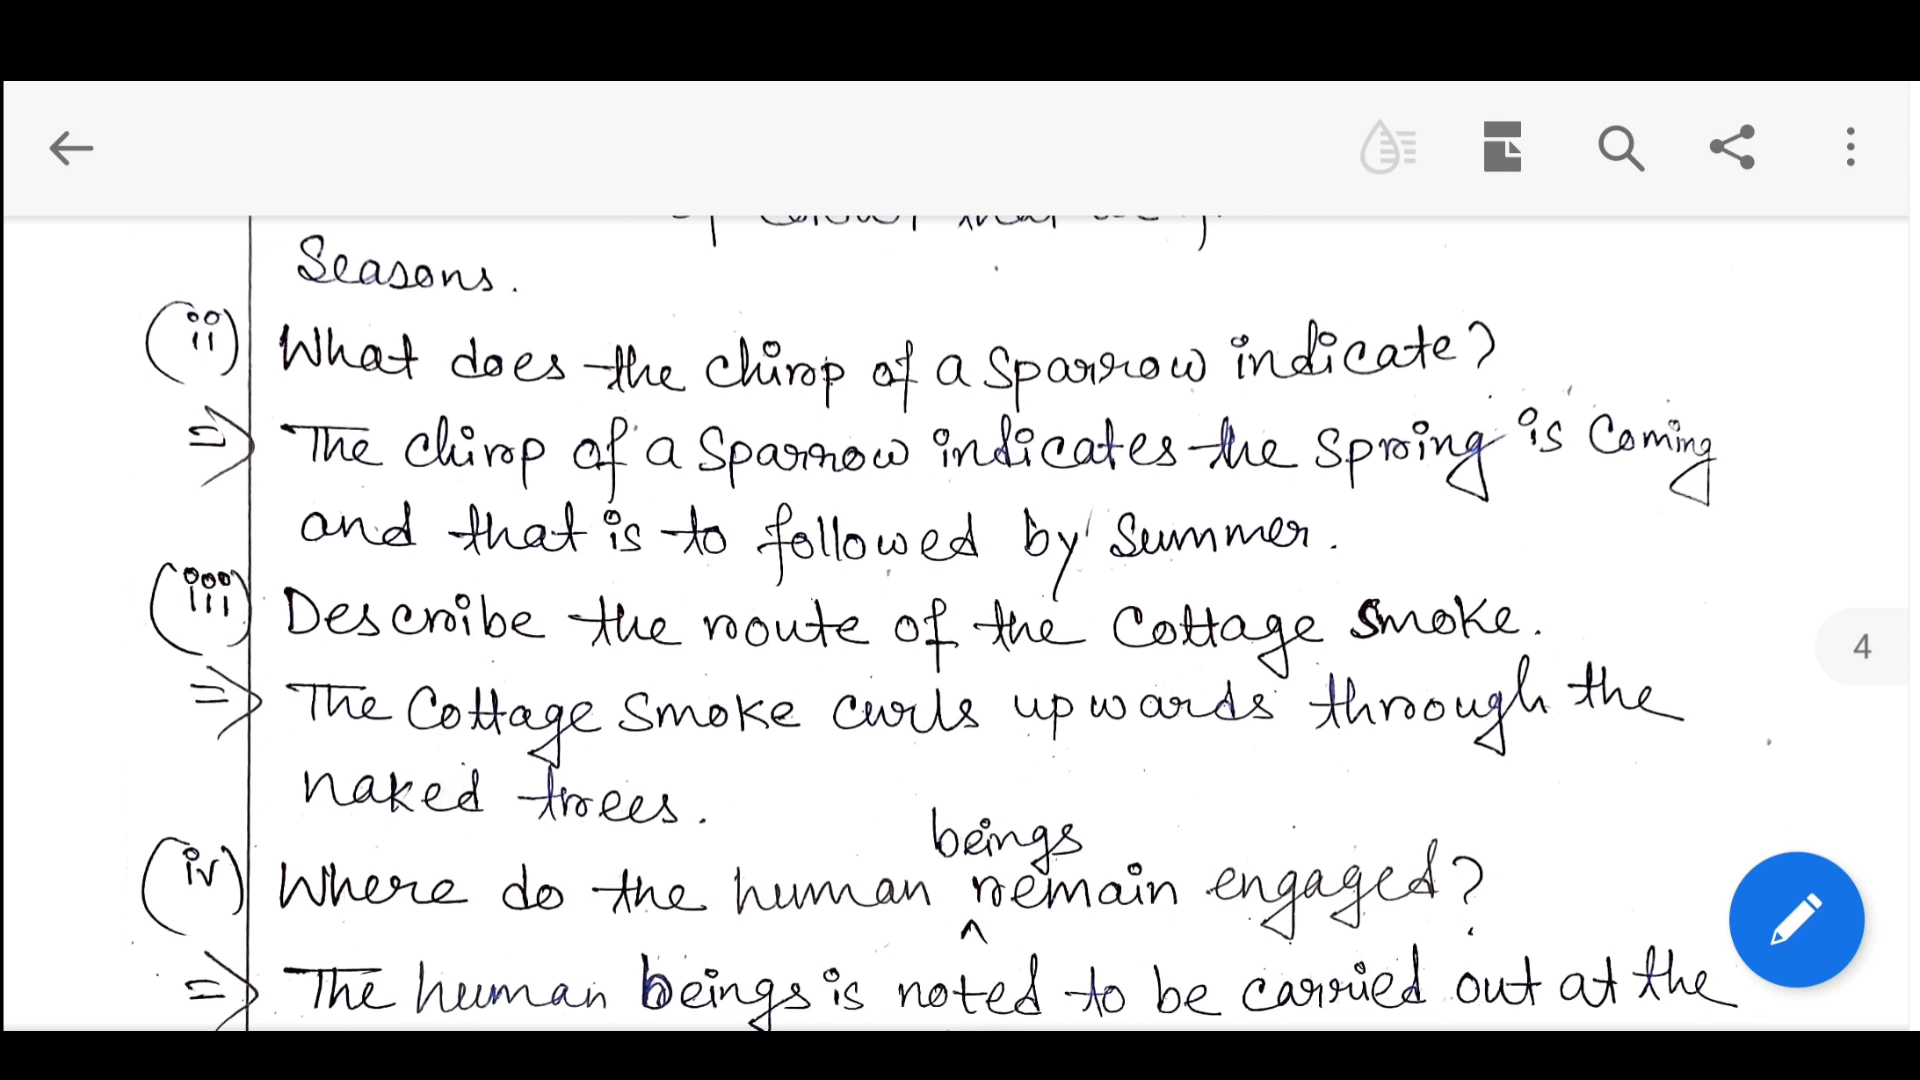 Seasons.
(ii) What does the chirp of a sparrow indicate?
=> The chirp of a sparrow indicates the spring is coming
and that is to followed by summer.
(iii) Describe the route of the cottage smoke.
=> The cottage smoke curls upwards through the
naked trees.
4
beings
(iv) Where do the human ^ remain engaged?
=> The human beings is noted to be carried out at the